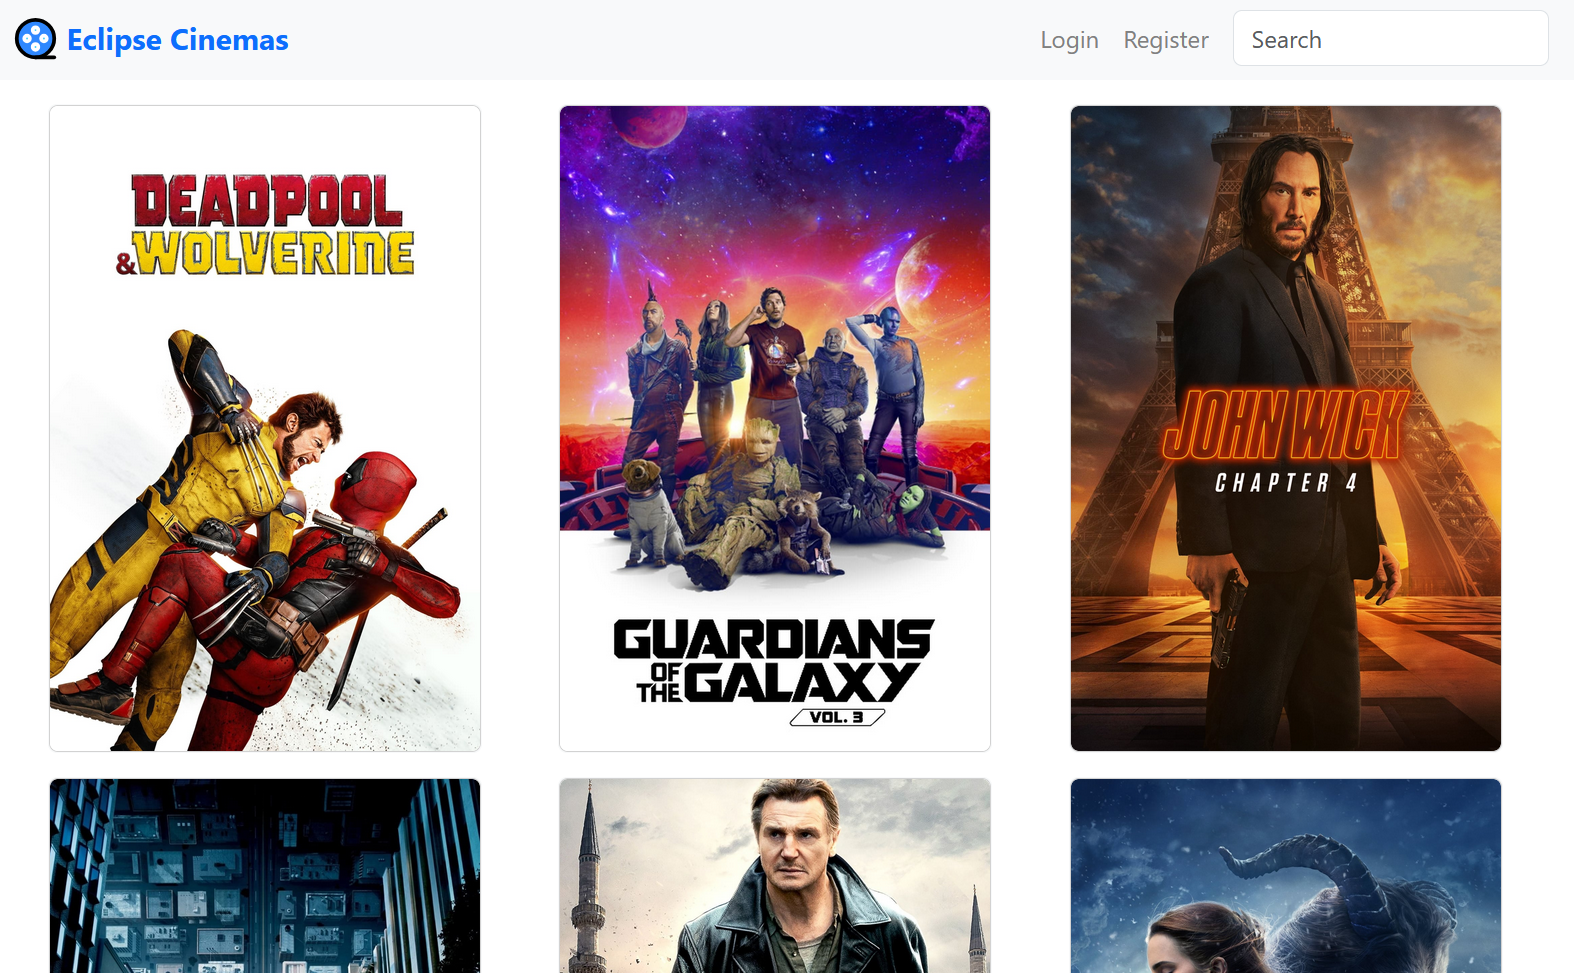 Eclipse Cinemas
Login
Register
Search
DEADPOOL
&WOLVERINE
GUARDIANS
OF THE GALAXY
VOL. 3
JOHN WICK
CHAPTER 4